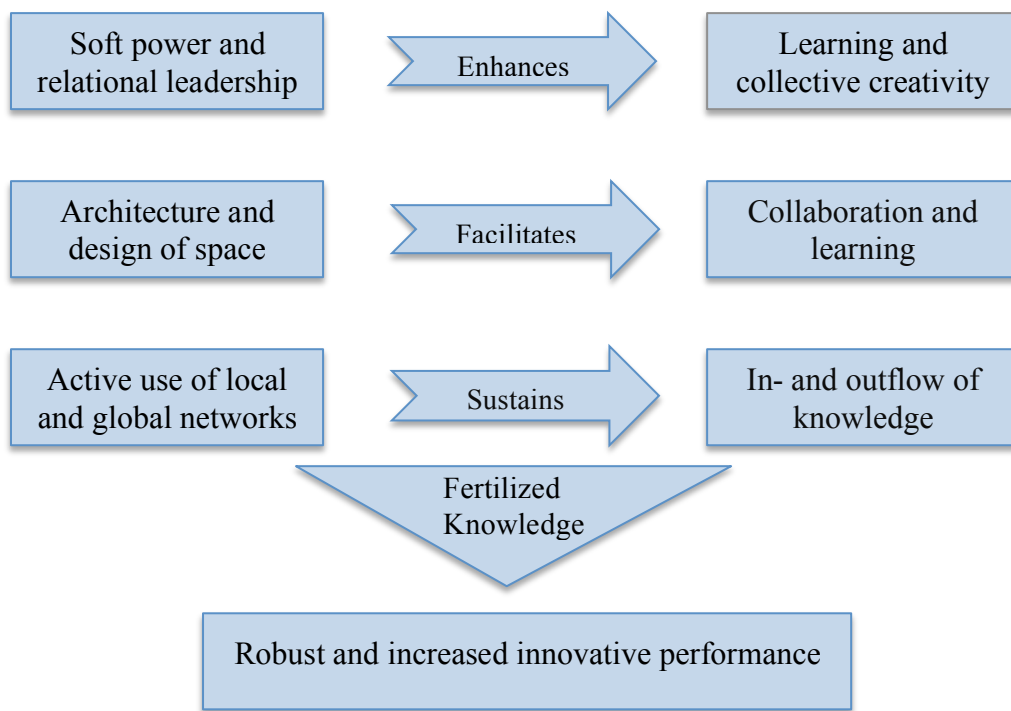 Soft power and
relational leadership
Enhances
Learning and
collective creativity
Architecture and
design of space
Facilitates
Collaboration and
learning
Active use of local
and global networks
Sustains
In- and outflow of
knowledge
Fertilized
Knowledge
Robust and increased innovative performance